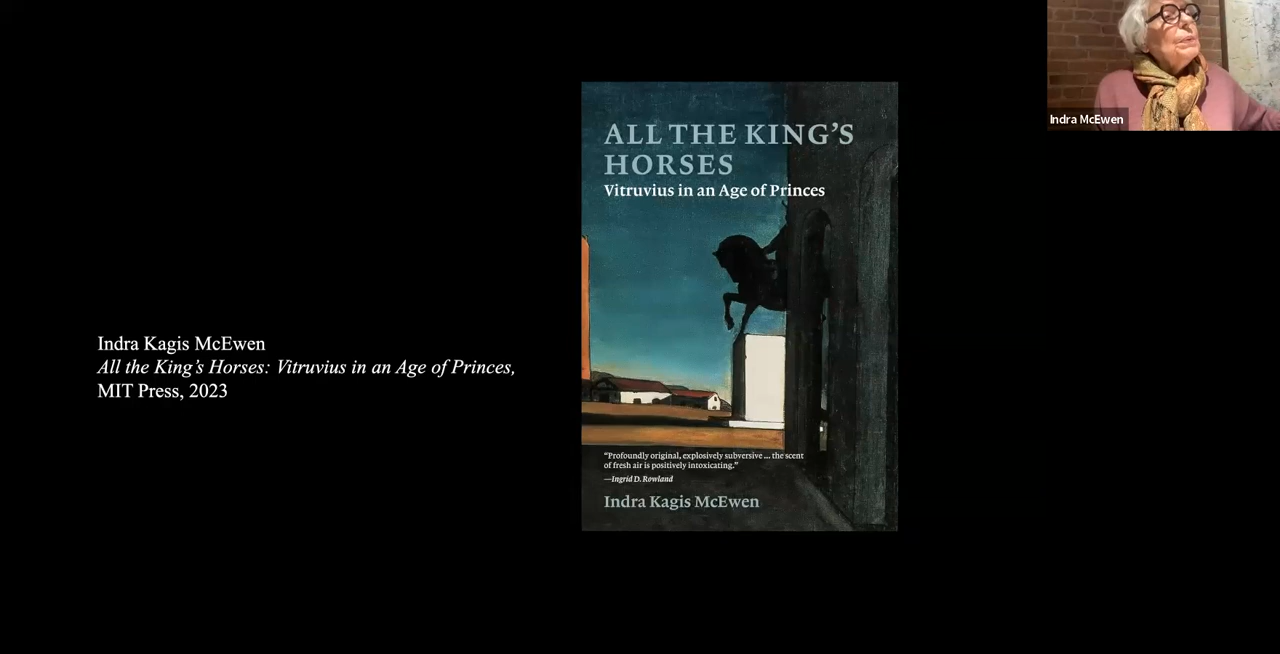 Indra McEwen
ALL THE KING’S
HORSES
Vitruvius in an Age of Princes
Indra Kagis McEwen
All the King’s Horses: Vitruvius in an Age of Princes,
MIT Press, 2023
“Profoundly original, explosively subversive ... the scent
of fresh air is positively intoxicating.”
—Ingrid D. Rowland
Indra Kagis McEwen